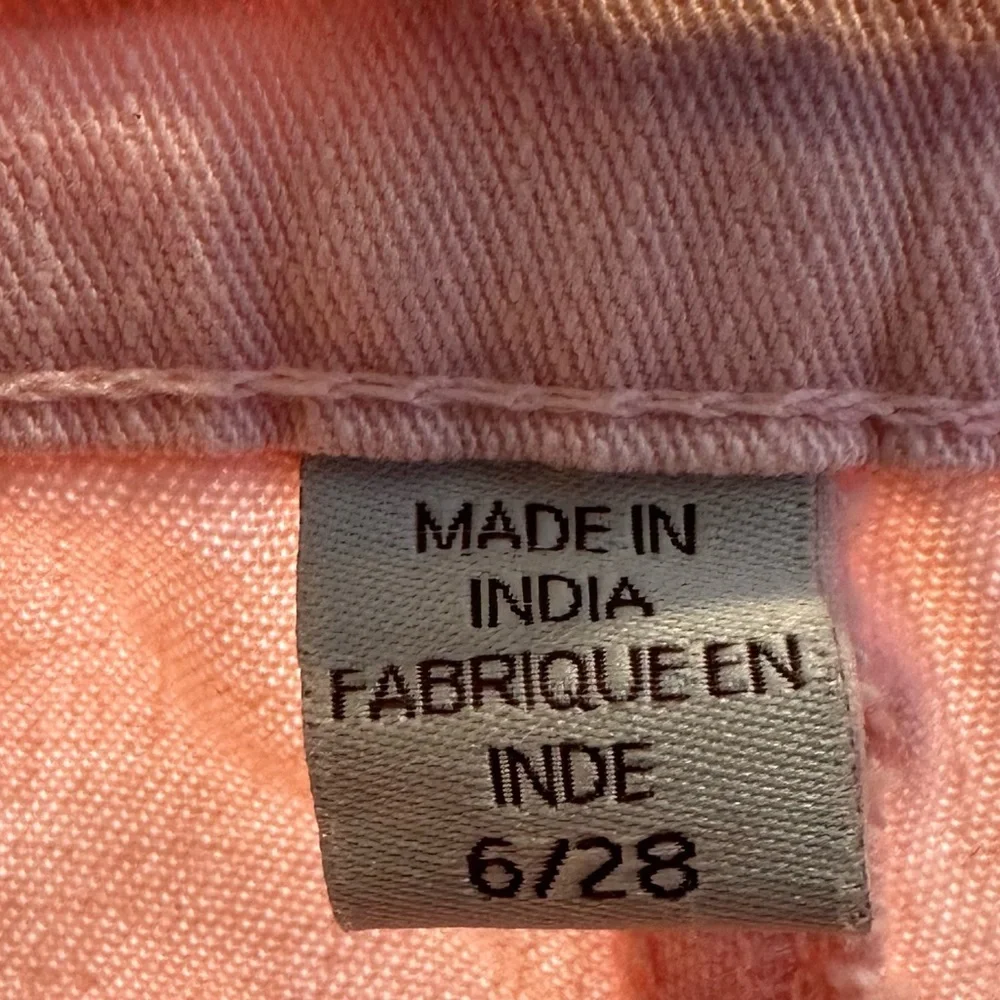 MADE IN
INDIA
FABRIQUE EN
INDE
6/28